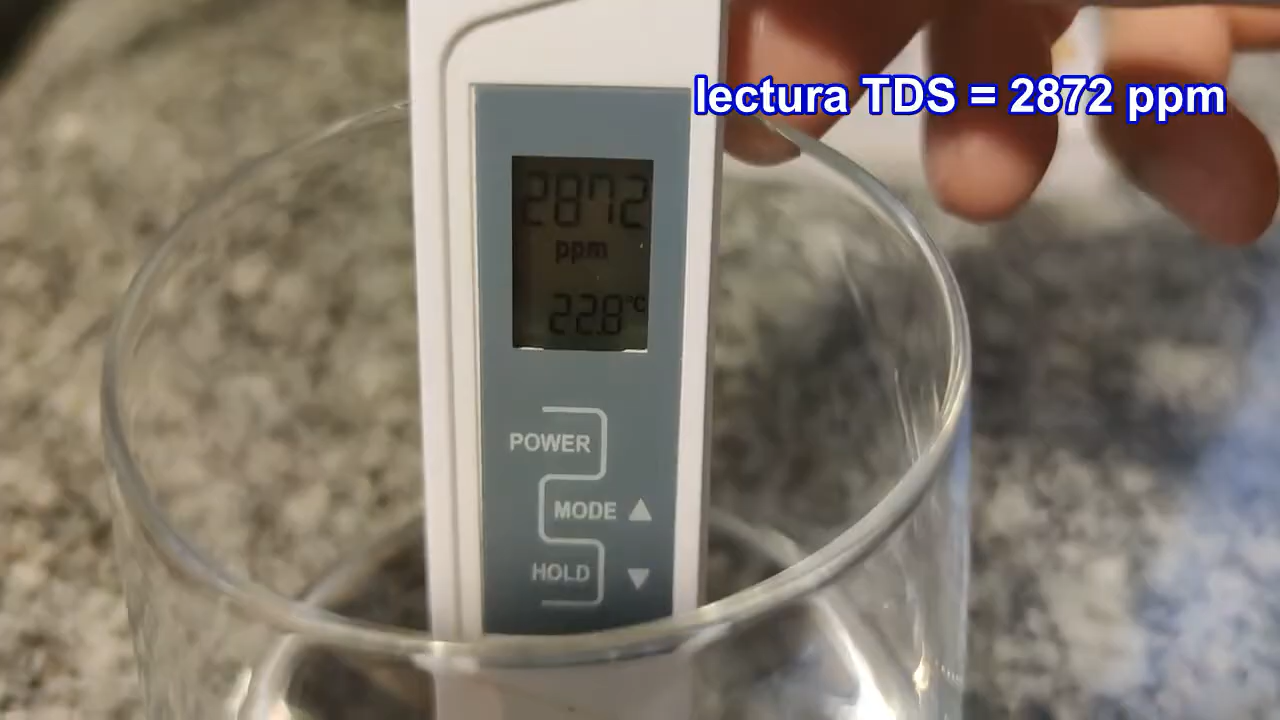 lectura TDS = 2872 ppm
2872
ppm
22.8°C
POWER
MODE ▲
HOLD ▼